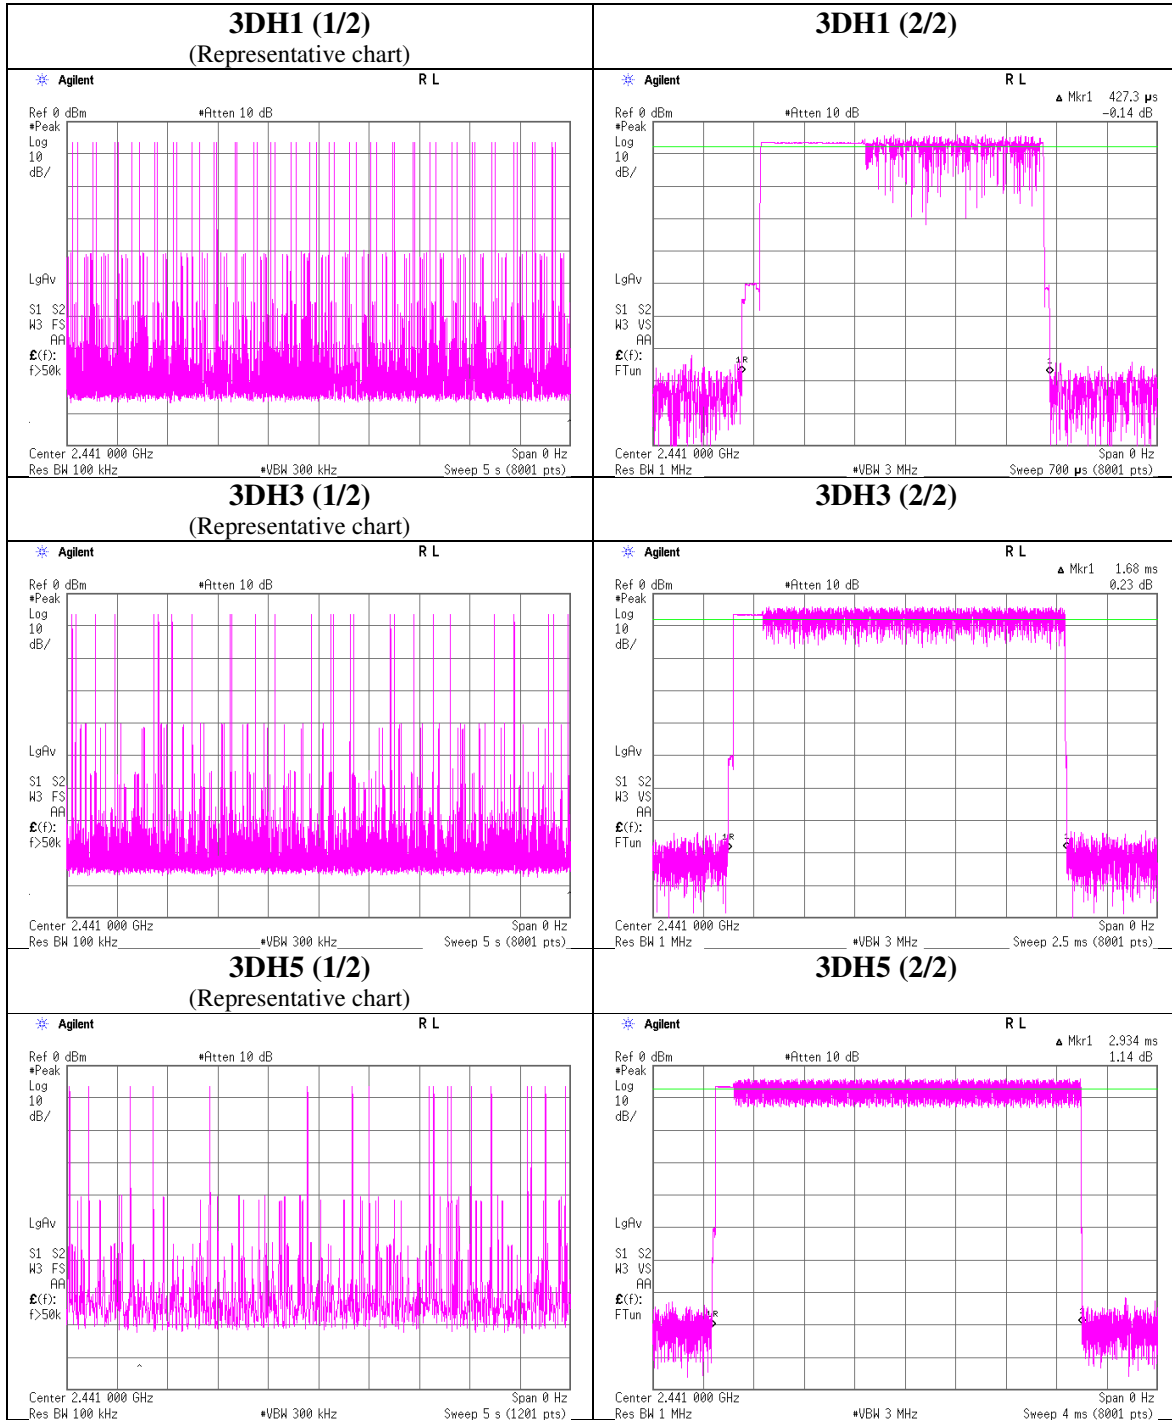 3DH1 (1/2)
(Representative chart)
3DH1 (2/2)
Agilent
R L
Ref 0 dBm
#Atten 10 dB
#Peak
Log
10
dB/
LgAv
S1 S2
W3 FS
AA
£(f):
f>50k
Center 2.441 000 GHz
Span 0 Hz
Res BW 100 kHz
#VBW 300 kHz
Sweep 5 s (8001 pts)
Agilent
R L
Δ Mkr1 427.3 µs
Ref 0 dBm
#Atten 10 dB
-0.14 dB
#Peak
Log
10
dB/
LgAv
S1 S2
W3 VS
AA
£(f):
FTun
1R
1
Center 2.441 000 GHz
Span 0 Hz
Res BW 1 MHz
#VBW 3 MHz
Sweep 700 µs (8001 pts)
3DH3 (1/2)
(Representative chart)
3DH3 (2/2)
Agilent
R L
Ref 0 dBm
#Atten 10 dB
#Peak
Log
10
dB/
LgAv
S1 S2
W3 FS
AA
£(f):
f>50k
Center 2.441 000 GHz
Span 0 Hz
Res BW 100 kHz
#VBW 300 kHz
Sweep 5 s (8001 pts)
Agilent
R L
Δ Mkr1 1.68 ms
Ref 0 dBm
#Atten 10 dB
0.23 dB
#Peak
Log
10
dB/
LgAv
S1 S2
W3 VS
AA
£(f):
FTun
1R
1
Center 2.441 000 GHz
Span 0 Hz
Res BW 1 MHz
#VBW 3 MHz
Sweep 2.5 ms (8001 pts)
3DH5 (1/2)
(Representative chart)
3DH5 (2/2)
Agilent
R L
Ref 0 dBm
#Atten 10 dB
#Peak
Log
10
dB/
LgAv
S1 S2
W3 FS
AA
£(f):
f>50k
Center 2.441 000 GHz
Span 0 Hz
Res BW 100 kHz
#VBW 300 kHz
Sweep 5 s (1201 pts)
Agilent
R L
Δ Mkr1 2.934 ms
Ref 0 dBm
#Atten 10 dB
1.14 dB
#Peak
Log
10
dB/
LgAv
S1 S2
W3 VS
AA
£(f):
FTun
1R
Center 2.441 000 GHz
Span 0 Hz
Res BW 1 MHz
#VBW 3 MHz
Sweep 4 ms (8001 pts)